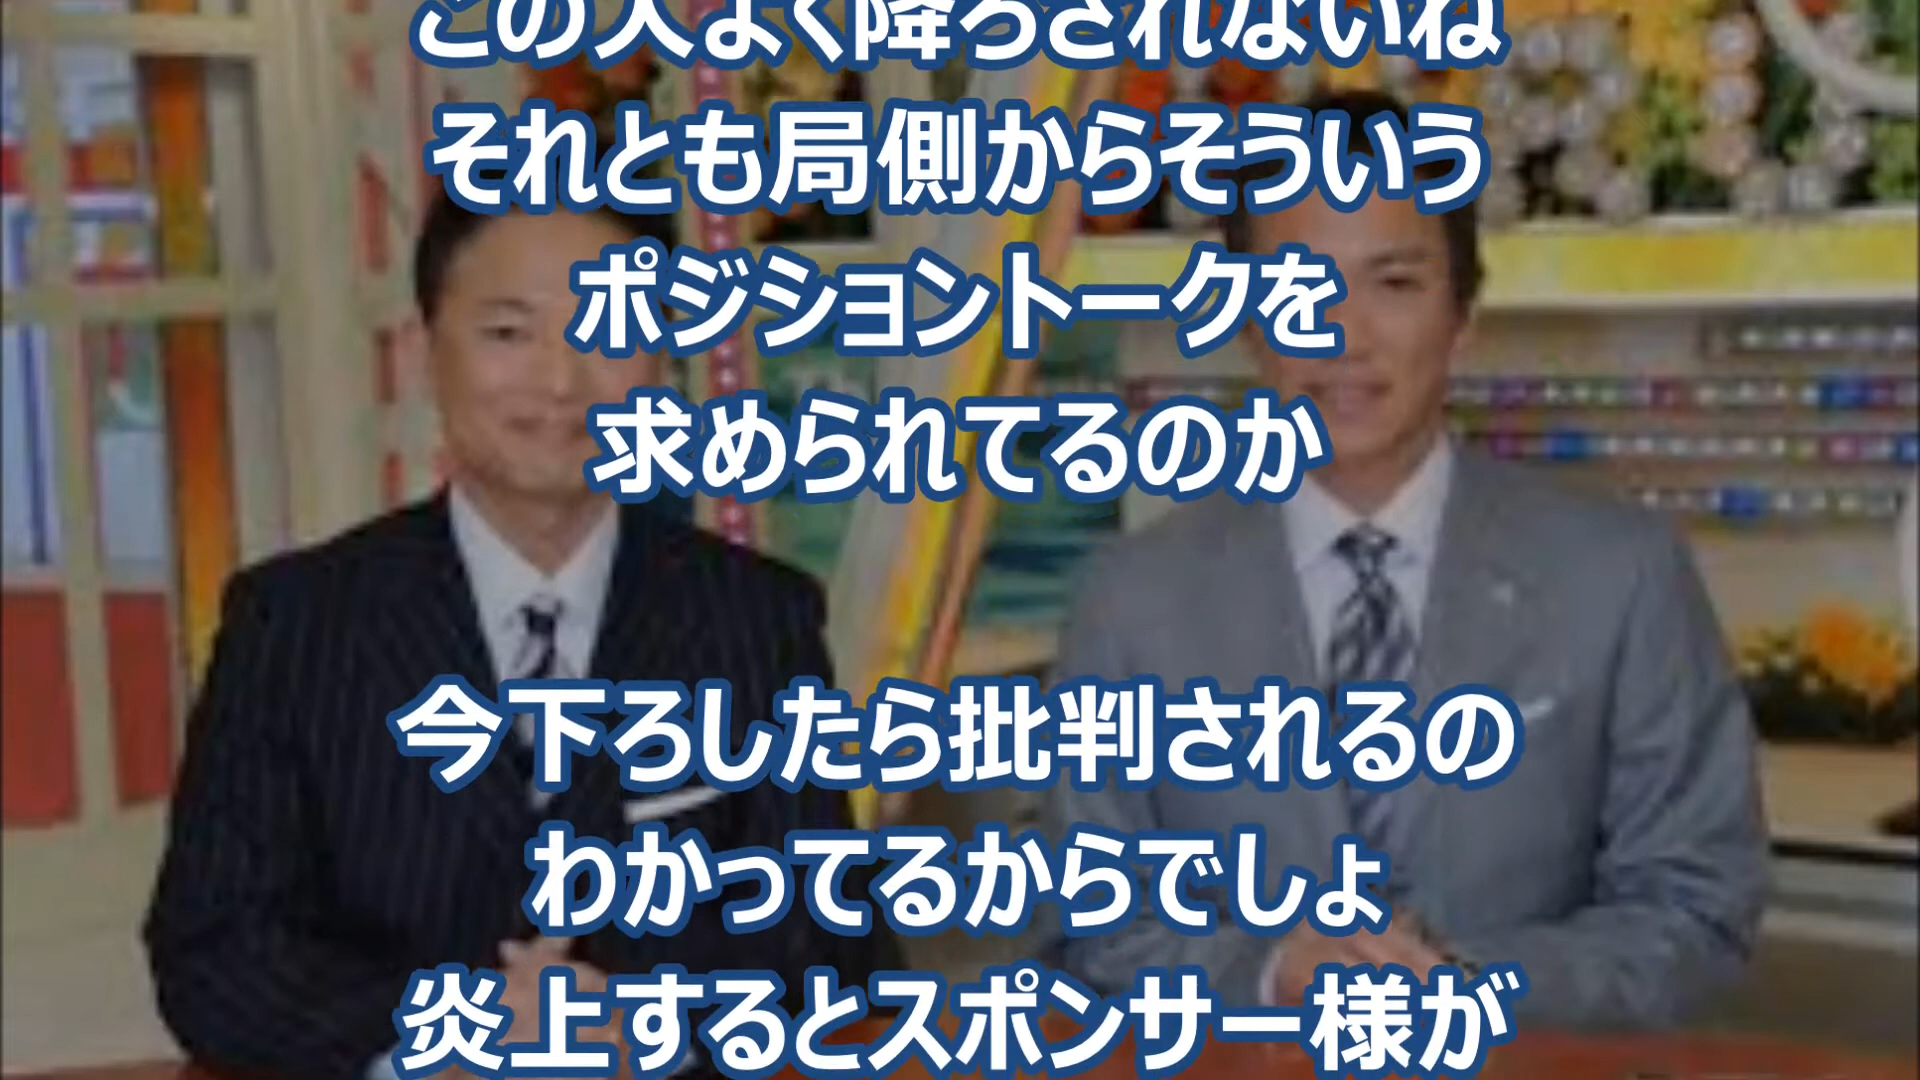 この人よく降ろされないね
それとも局側からそういう
ポジショントークを
求められてるのか
今下ろしたら批判されるの
わかってるからでしょ
炎上するとスポンサー様が